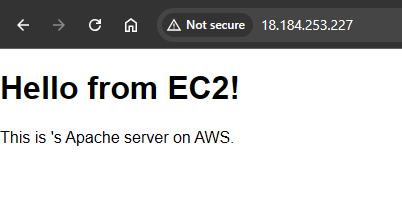 Not secure 18.184.253.227
Hello from EC2!
This is 's Apache server on AWS.